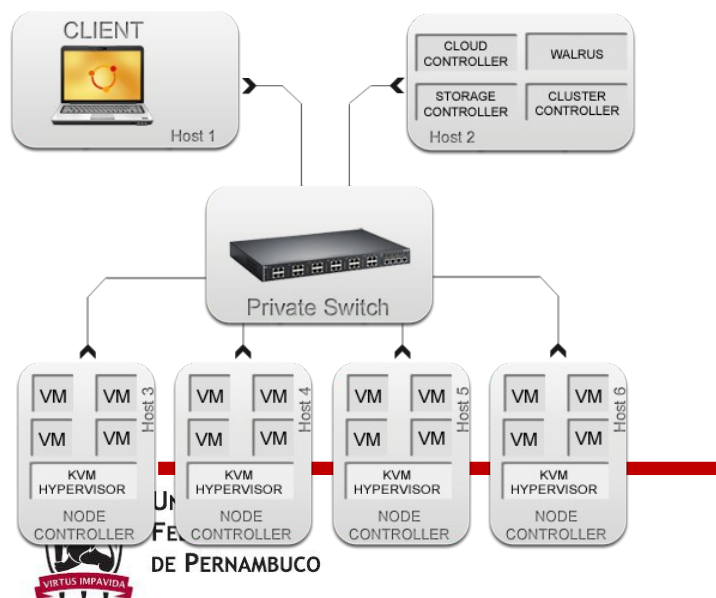 CLIENT
Host 1
CLOUD
CONTROLLER
WALRUS
STORAGE
CONTROLLER
CLUSTER
CONTROLLER
Host 2
Private Switch
VM VM
VM VM
Host 3
KVM
HYPERVISOR
NODE
CONTROLLER
VM VM
VM VM
Host 4
KVM
HYPERVISOR
NODE
CONTROLLER
VM VM
VM VM
Host 5
KVM
HYPERVISOR
NODE
CONTROLLER
VM VM
VM VM
Host 6
KVM
HYPERVISOR
NODE
CONTROLLER
DE PERNAMBUCO
VIRTUS IMPAVIDA